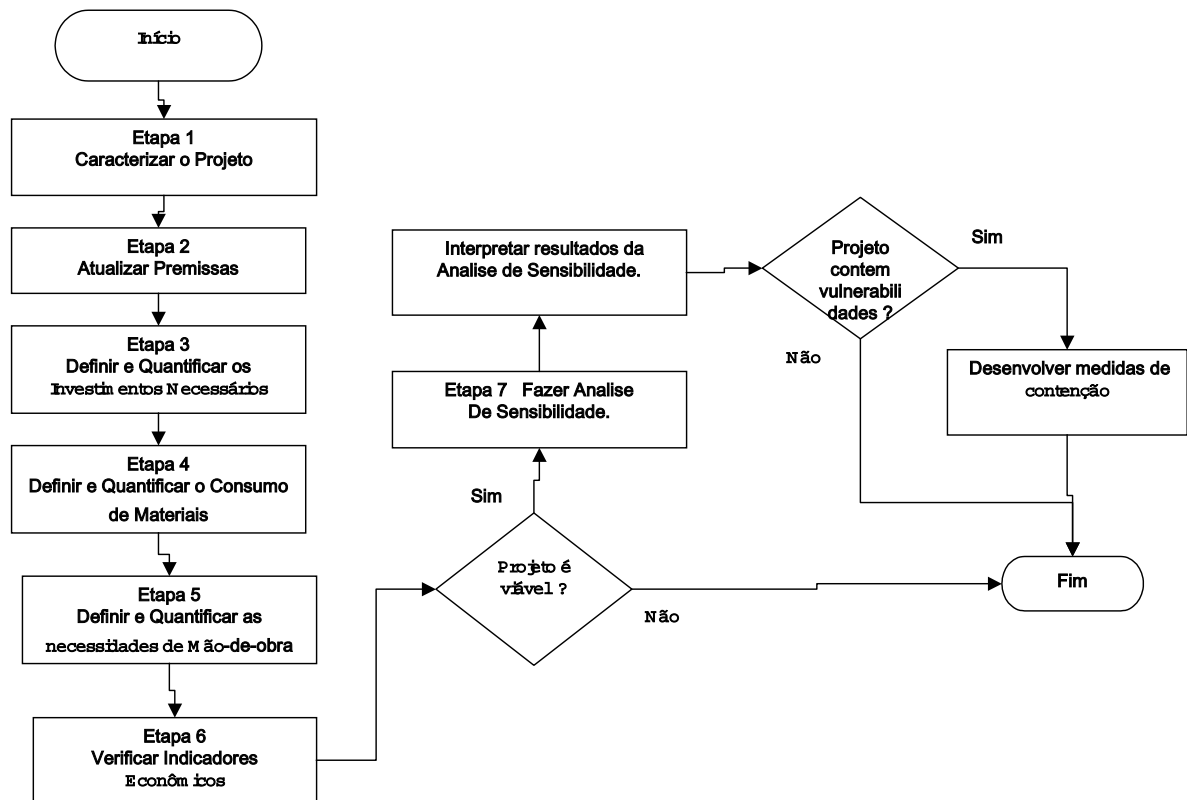 Início
Etapa 1
Caracterizar o Projeto
Etapa 2
Atualizar Premissas
Etapa 3
Definir e Quantificar os
Investimentos Necessários
Etapa 4
Definir e Quantificar o Consumo
de Materiais
Etapa 5
Definir e Quantificar as
necessidades de Mão-de-obra
Etapa 6
Verificar Indicadores
Econômicos
Projeto é
viável ?
Sim
Não
Etapa 7 Fazer Analise
De Sensibilidade.
Interpretar resultados da
Analise de Sensibilidade.
Projeto
contem
vulnerabili
dades ?
Sim
Não
Desenvolver medidas de
contenção
Fim